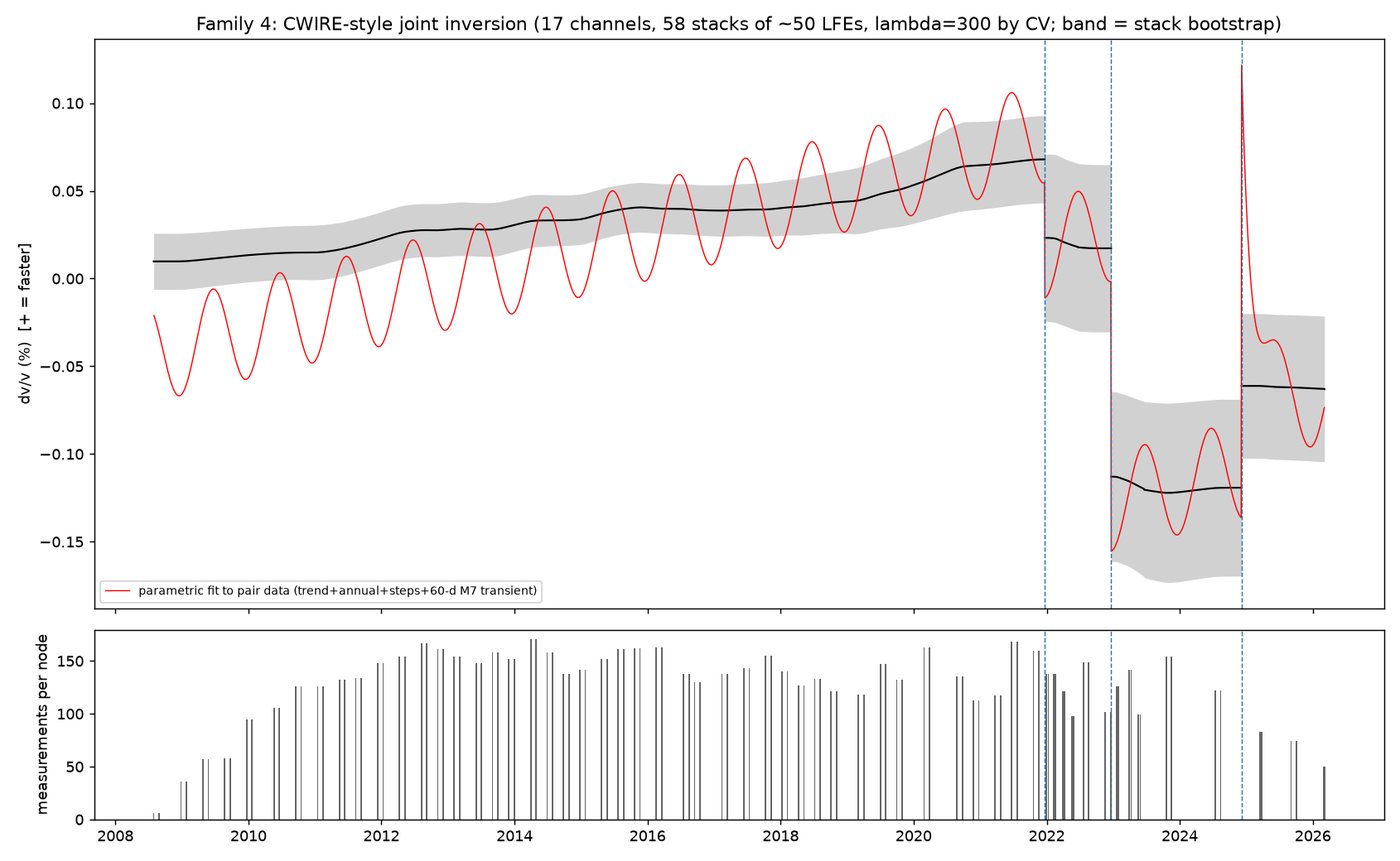 Family 4: CWIRE-style joint inversion (17 channels, 58 stacks of ~50 LFEs, lambda=300 by CV; band = stack bootstrap)
dv/v (%)  [+ = faster]
0.10
0.05
0.00
−0.05
−0.10
−0.15
parametric fit to pair data (trend+annual+steps+60-d M7 transient)
measurements per node
150
100
50
0
2008 2010 2012 2014 2016 2018 2020 2022 2024 2026